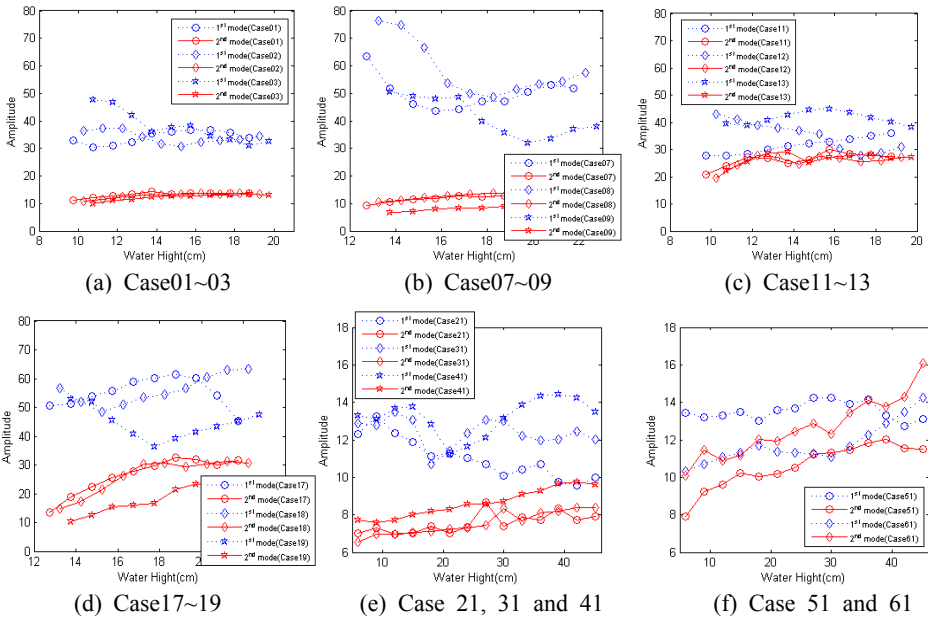 80
70
60
50
40
30
20
10
0
Amplitude
8 10 12 14 16 18 20
Water Hight(cm)
1st mode(Case01)
2nd mode(Case01)
1st mode(Case02)
2nd mode(Case02)
1st mode(Case03)
2nd mode(Case03)
(a) Case01~03
80
70
60
50
40
30
20
10
0
Amplitude
12 14 16 18 20 22
Water Hight(cm)
1st mode(Case07)
2nd mode(Case07)
1st mode(Case08)
2nd mode(Case08)
1st mode(Case09)
2nd mode(Case09)
(b) Case07~09
80
70
60
50
40
30
20
10
0
Amplitude
8 10 12 14 16 18 20
Water Hight(cm)
1st mode(Case11)
2nd mode(Case11)
1st mode(Case12)
2nd mode(Case12)
1st mode(Case13)
2nd mode(Case13)
(c) Case11~13
80
70
60
50
40
30
20
10
0
Amplitude
12 14 16 18 20
Water Hight(cm)
1st mode(Case17)
2nd mode(Case17)
1st mode(Case18)
2nd mode(Case18)
1st mode(Case19)
2nd mode(Case19)
(d) Case17~19
18
16
14
12
10
8
6
Amplitude
10 20 30 40
Water Hight(cm)
1st mode(Case21)
2nd mode(Case21)
1st mode(Case31)
2nd mode(Case31)
1st mode(Case41)
2nd mode(Case41)
(e) Case 21, 31 and 41
18
16
14
12
10
8
6
Amplitude
10 20 30 40
Water Hight(cm)
1st mode(Case51)
2nd mode(Case51)
1st mode(Case61)
2nd mode(Case61)
(f) Case 51 and 61